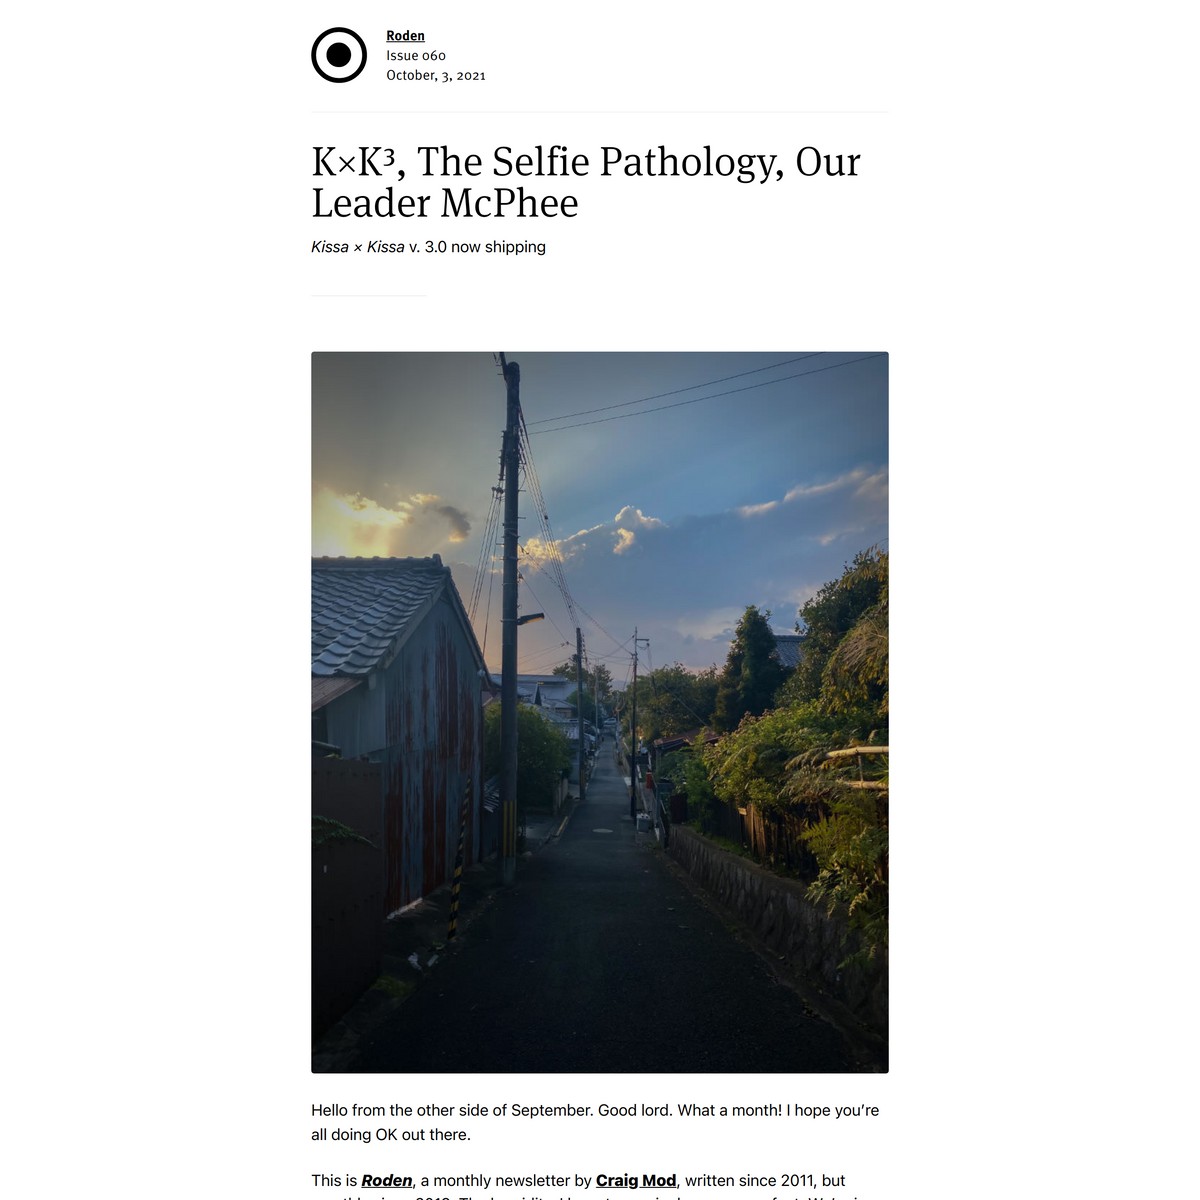 Roden
Issue 060
October, 3, 2021
K×K³, The Selfie Pathology, Our
Leader McPhee
Kissa × Kissa v. 3.0 now shipping
Hello from the other side of September. Good lord. What a month! I hope you’re
all doing OK out there.
This is Roden, a monthly newsletter by Craig Mod, written since 2011, but